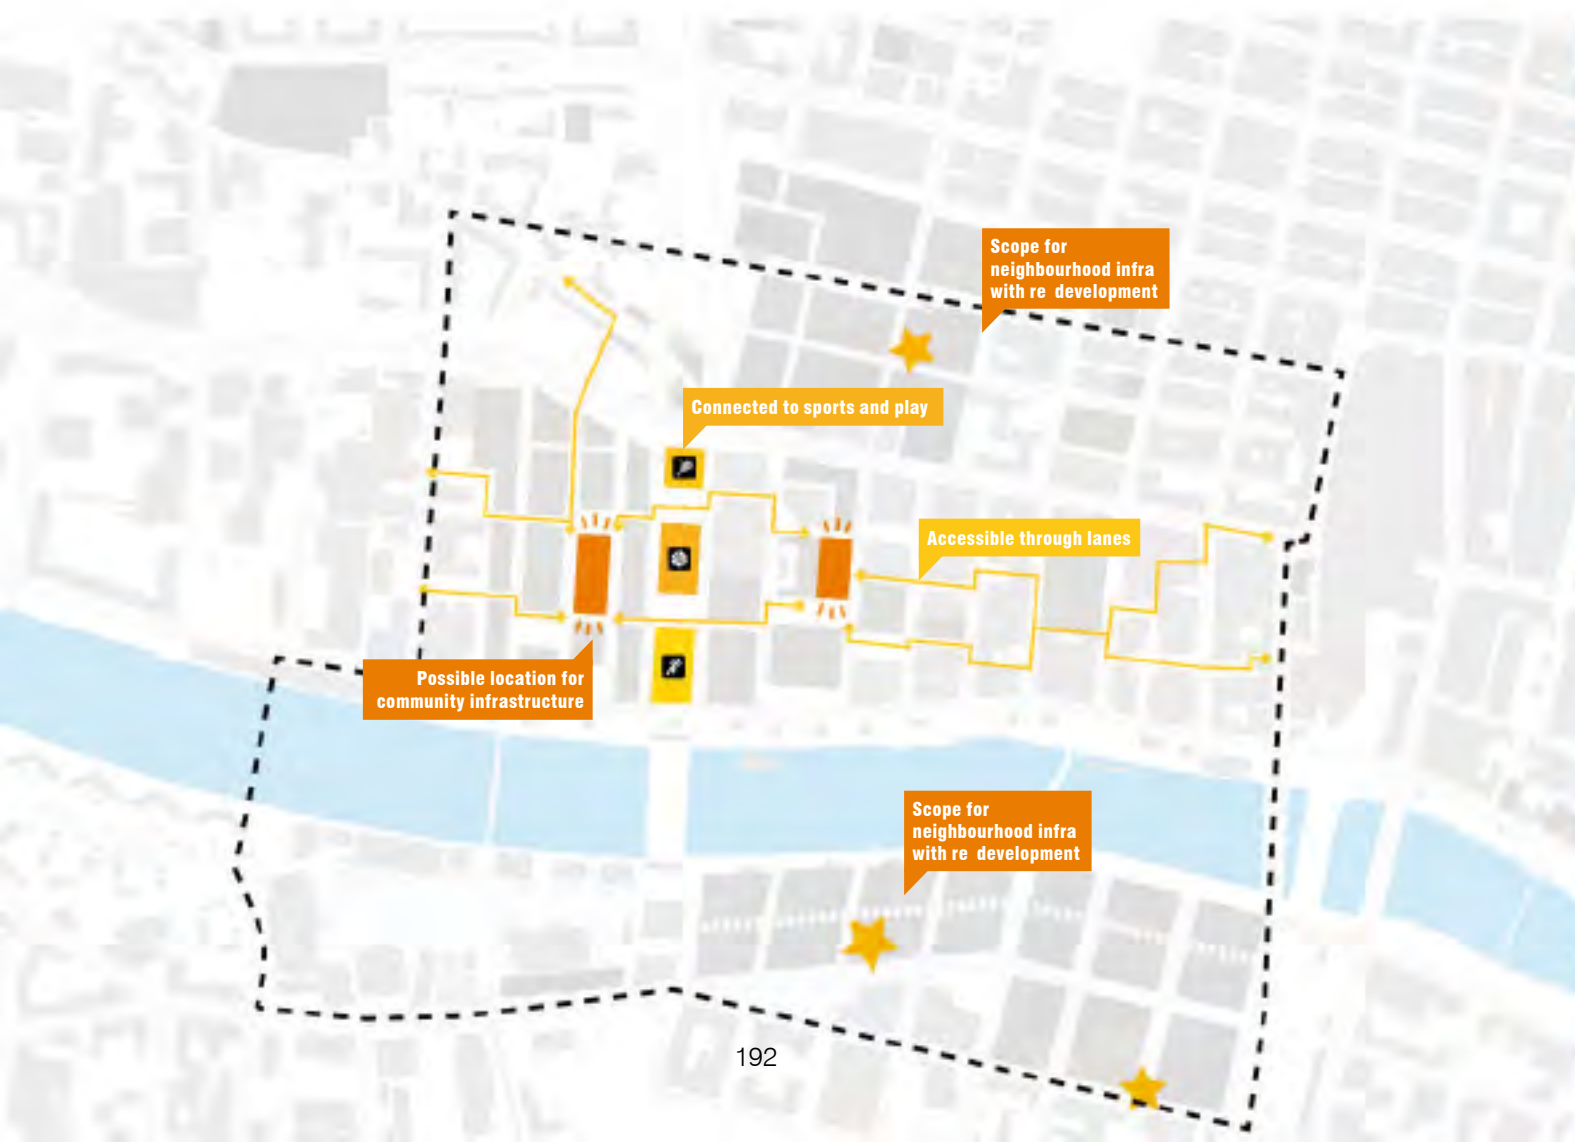 Scope for
neighbourhood infra
with re development
Connected to sports and play
Accessible through lanes
Possible location for
community infrastructure
Scope for
neighbourhood infra
with re development
192